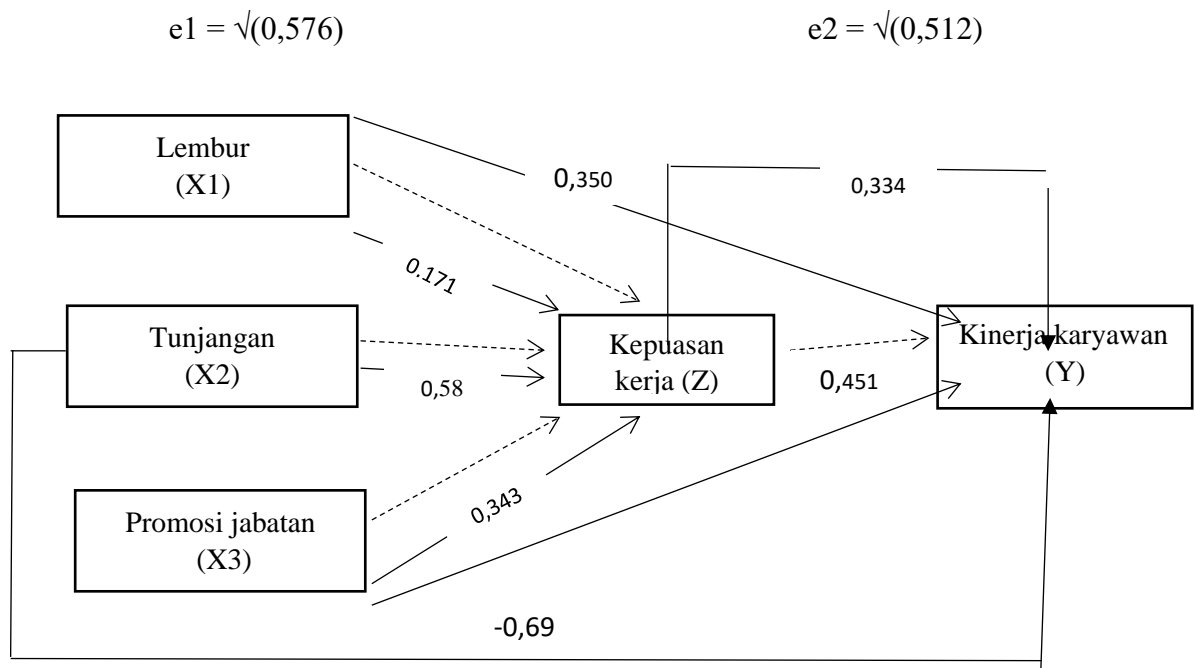 e1 = √(0,576)
e2 = √(0,512)
Lembur
(X1)
0,350
0,334
0.171
Tunjangan
(X2)
0,58
Kepuasan
kerja (Z)
0,451
Kinerja karyawan
(Y)
Promosi jabatan
(X3)
0,343
-0,69